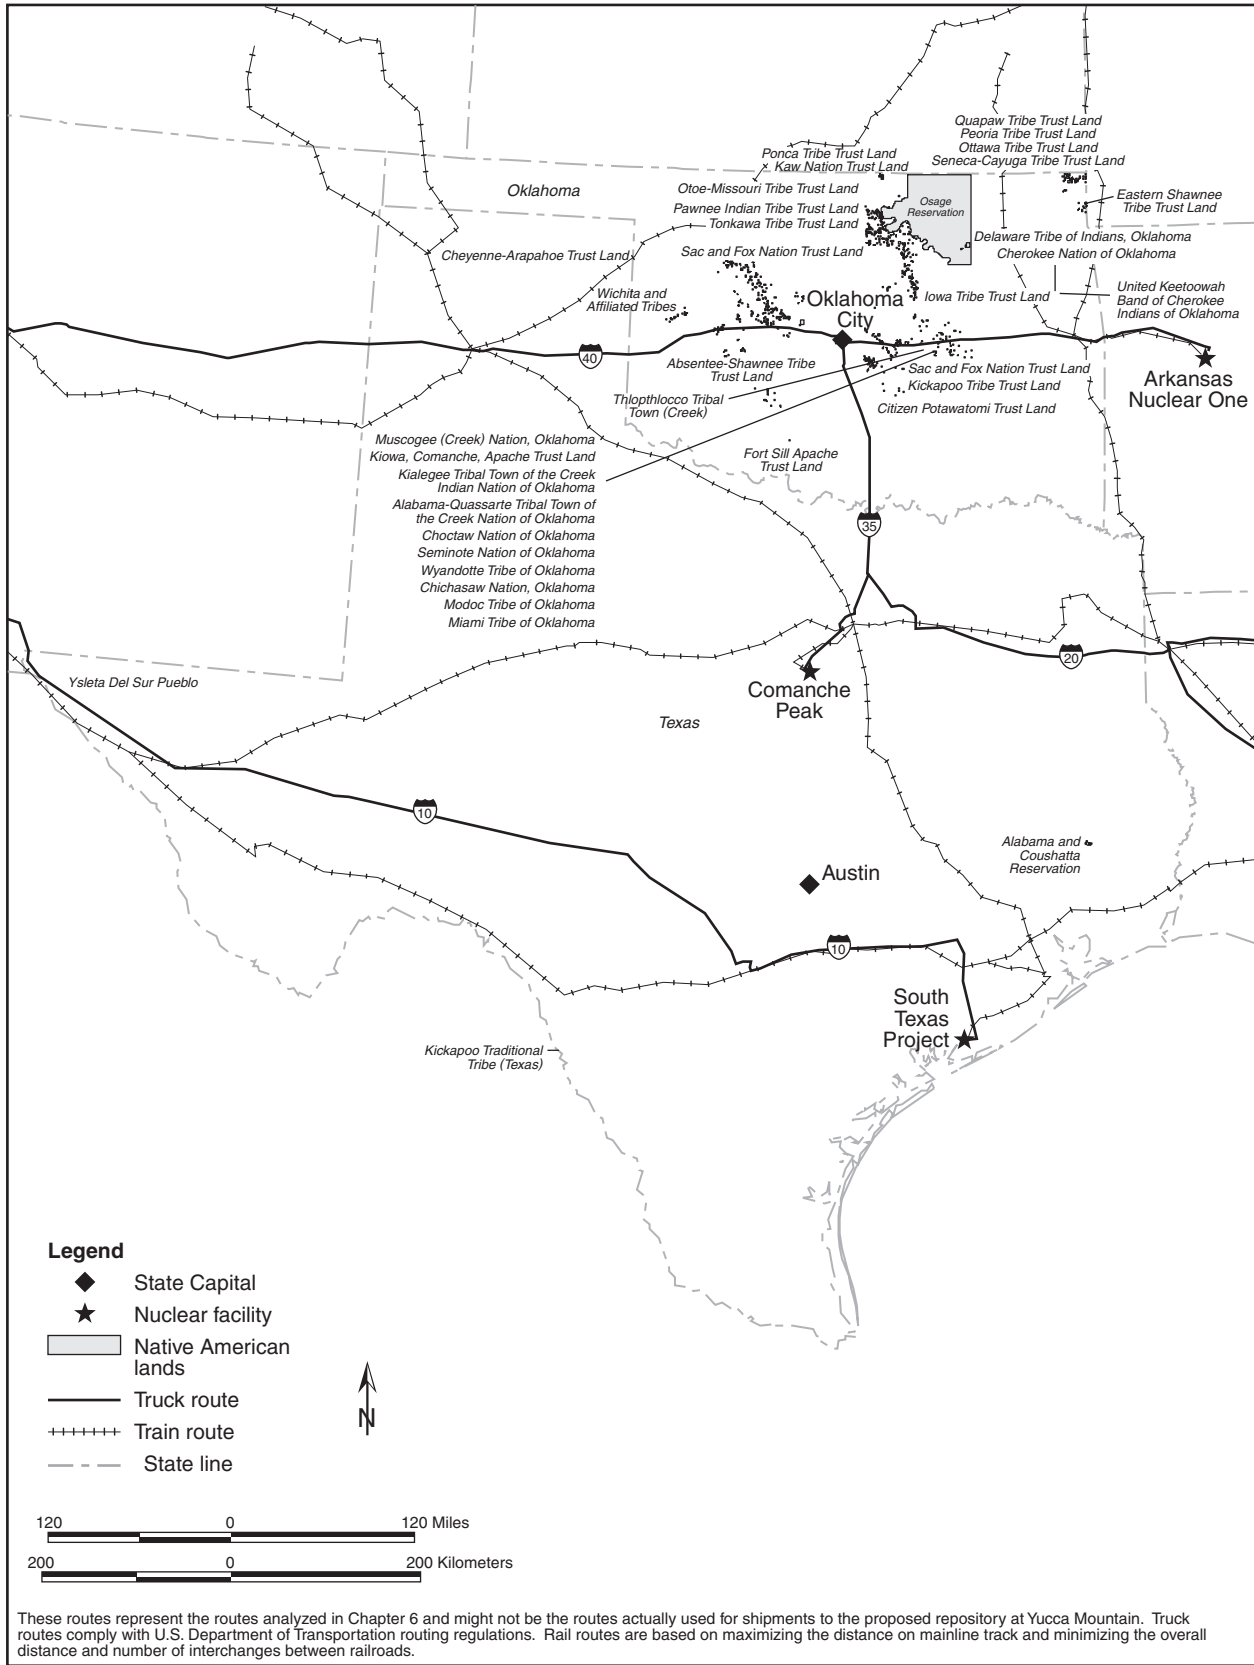 Quapaw Tribe Trust Land
Peoria Tribe Trust Land
Ottawa Tribe Trust Land
Seneca-Cayuga Tribe Trust Land
Ponca Tribe Trust Land
Kaw Nation Trust Land
Oklahoma
Otoe-Missouri Tribe Trust Land
Pawnee Indian Tribe Trust Land
Tonkawa Tribe Trust Land
Osage
Reservation
Eastern Shawnee
Tribe Trust Land
Delaware Tribe of Indians, Oklahoma
Cherokee Nation of Oklahoma
Cheyenne-Arapahoe Trust Land
Sac and Fox Nation Trust Land
Wichita and
Affiliated Tribes
Oklahoma
City
Iowa Tribe Trust Land
United Keetoowah
Band of Cherokee
Indians of Oklahoma
40
Absentee-Shawnee Tribe
Trust Land
Sac and Fox Nation Trust Land
Kickapoo Tribe Trust Land
Arkansas
Nuclear One
Thlopthlocco Tribal
Town (Creek)
Citizen Potawatomi Trust Land
Muscogee (Creek) Nation, Oklahoma
Kiowa, Comanche, Apache Trust Land
Kialegee Tribal Town of the Creek
Indian Nation of Oklahoma
Alabama-Quassarte Tribal Town of
the Creek Nation of Oklahoma
Choctaw Nation of Oklahoma
Seminote Nation of Oklahoma
Wyandotte Tribe of Oklahoma
Chichasaw Nation, Oklahoma
Modoc Tribe of Oklahoma
Miami Tribe of Oklahoma
Fort Sill Apache
Trust Land
35
20
Ysleta Del Sur Pueblo
Comanche
Peak
Texas
10
Alabama and
Coushatta
Reservation
Austin
10
South
Texas
Project
Kickapoo Traditional
Tribe (Texas)
Legend
State Capital
Nuclear facility
Native American
lands
Truck route
Train route
State line
N
120 0 120 Miles
200 0 200 Kilometers
These routes represent the routes analyzed in Chapter 6 and might not be the routes actually used for shipments to the proposed repository at Yucca Mountain. Truck
routes comply with U.S. Department of Transportation routing regulations. Rail routes are based on maximizing the distance on mainline track and minimizing the overall
distance and number of interchanges between railroads.